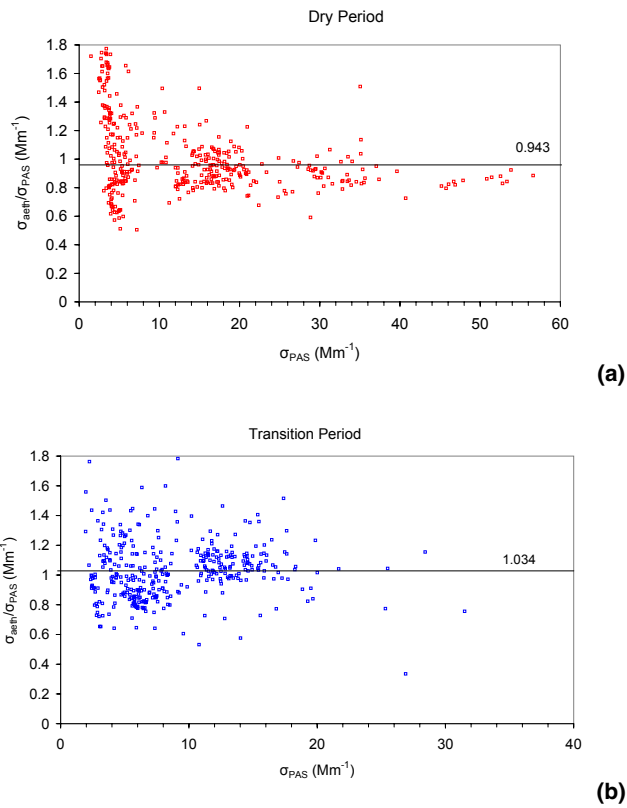 Dry Period
1.8
1.6
1.4
1.2
1
0.8
0.6
0.4
0.2
0
σaeth/σPAS (Mm-1)
0.943
0 10 20 30 40 50 60
σPAS (Mm-1)
(a)
Transition Period
1.8
1.6
1.4
1.2
1
0.8
0.6
0.4
0.2
0
σaeth/σPAS (Mm-1)
1.034
0 10 20 30 40
σPAS (Mm-1)
(b)